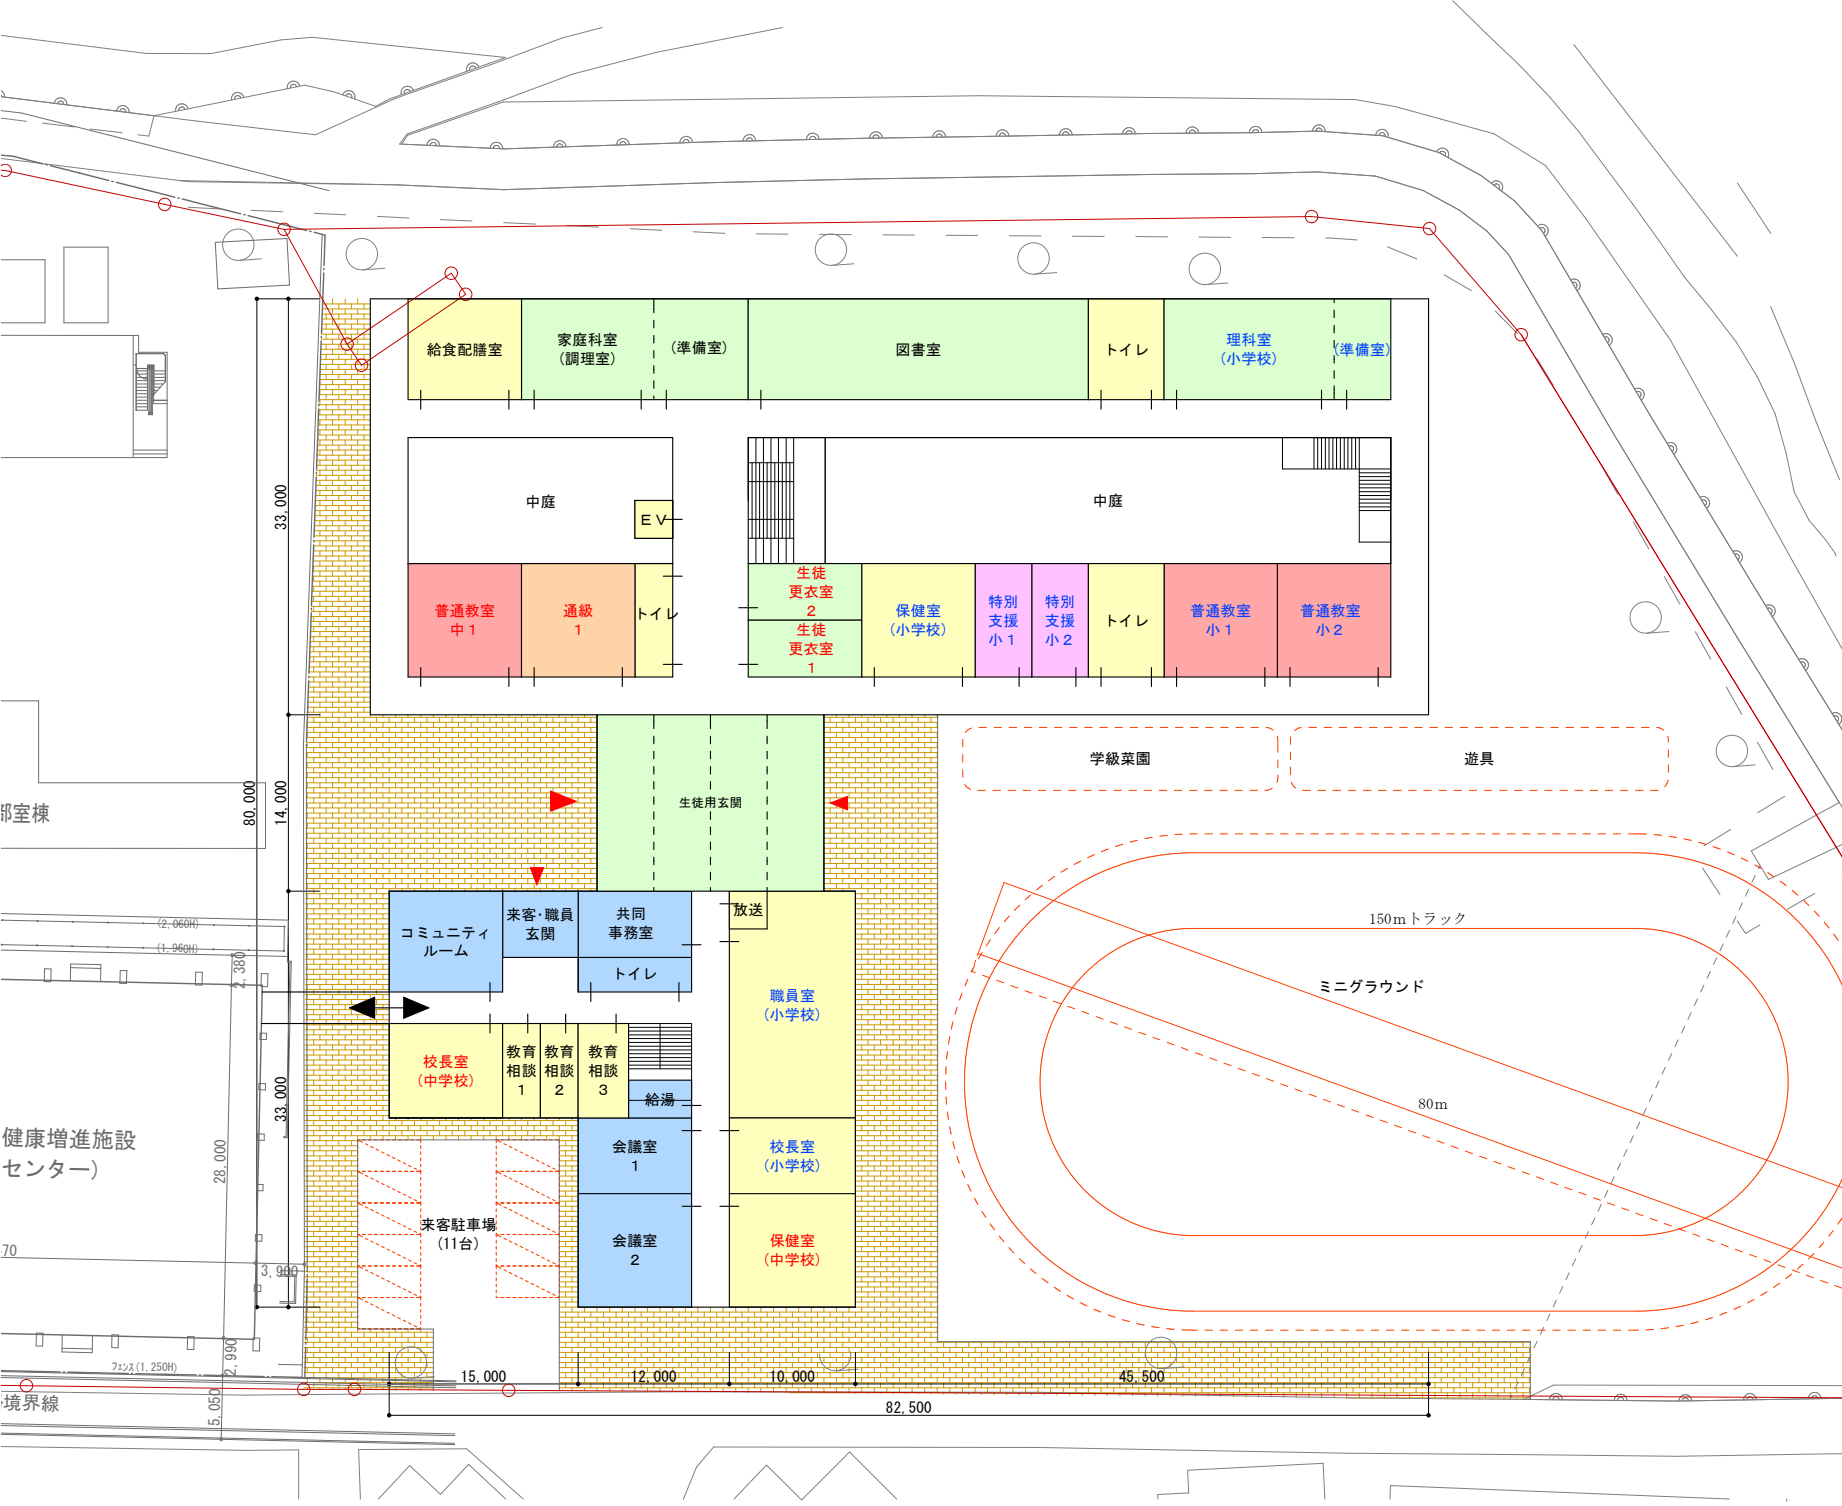 給食配膳室
家庭科室
(調理室)
(準備室)
図書室
トイレ
理科室
(小学校)
(準備室)
中庭
ＥＶ
中庭
33,000
普通教室
中１
通級
１
トイレ
生徒
更衣室
２
生徒
更衣室
１
保健室
(小学校)
特別
支援
小１
特別
支援
小２
トイレ
普通教室
小１
普通教室
小２
学級菜園
遊具
生徒用玄関
80,000
14,000
部室棟
コミュニティ
ルーム
来客・職員
玄関
共同
事務室
トイレ
放送
職員室
(小学校)
150mトラック
ミニグラウンド
80m
(2,060H)
(1,960H)
2,380
校長室
(中学校)
教育
相談
１
教育
相談
２
教育
相談
３
給湯
33,000
健康増進施設
センター)
28,000
会議室
１
校長室
(小学校)
来客駐車場
(11台)
会議室
２
保健室
(中学校)
70
3,900
2,990
フェンス(1,250H)
5,050
境界線
15,000
12,000
10,000
45,500
82,500